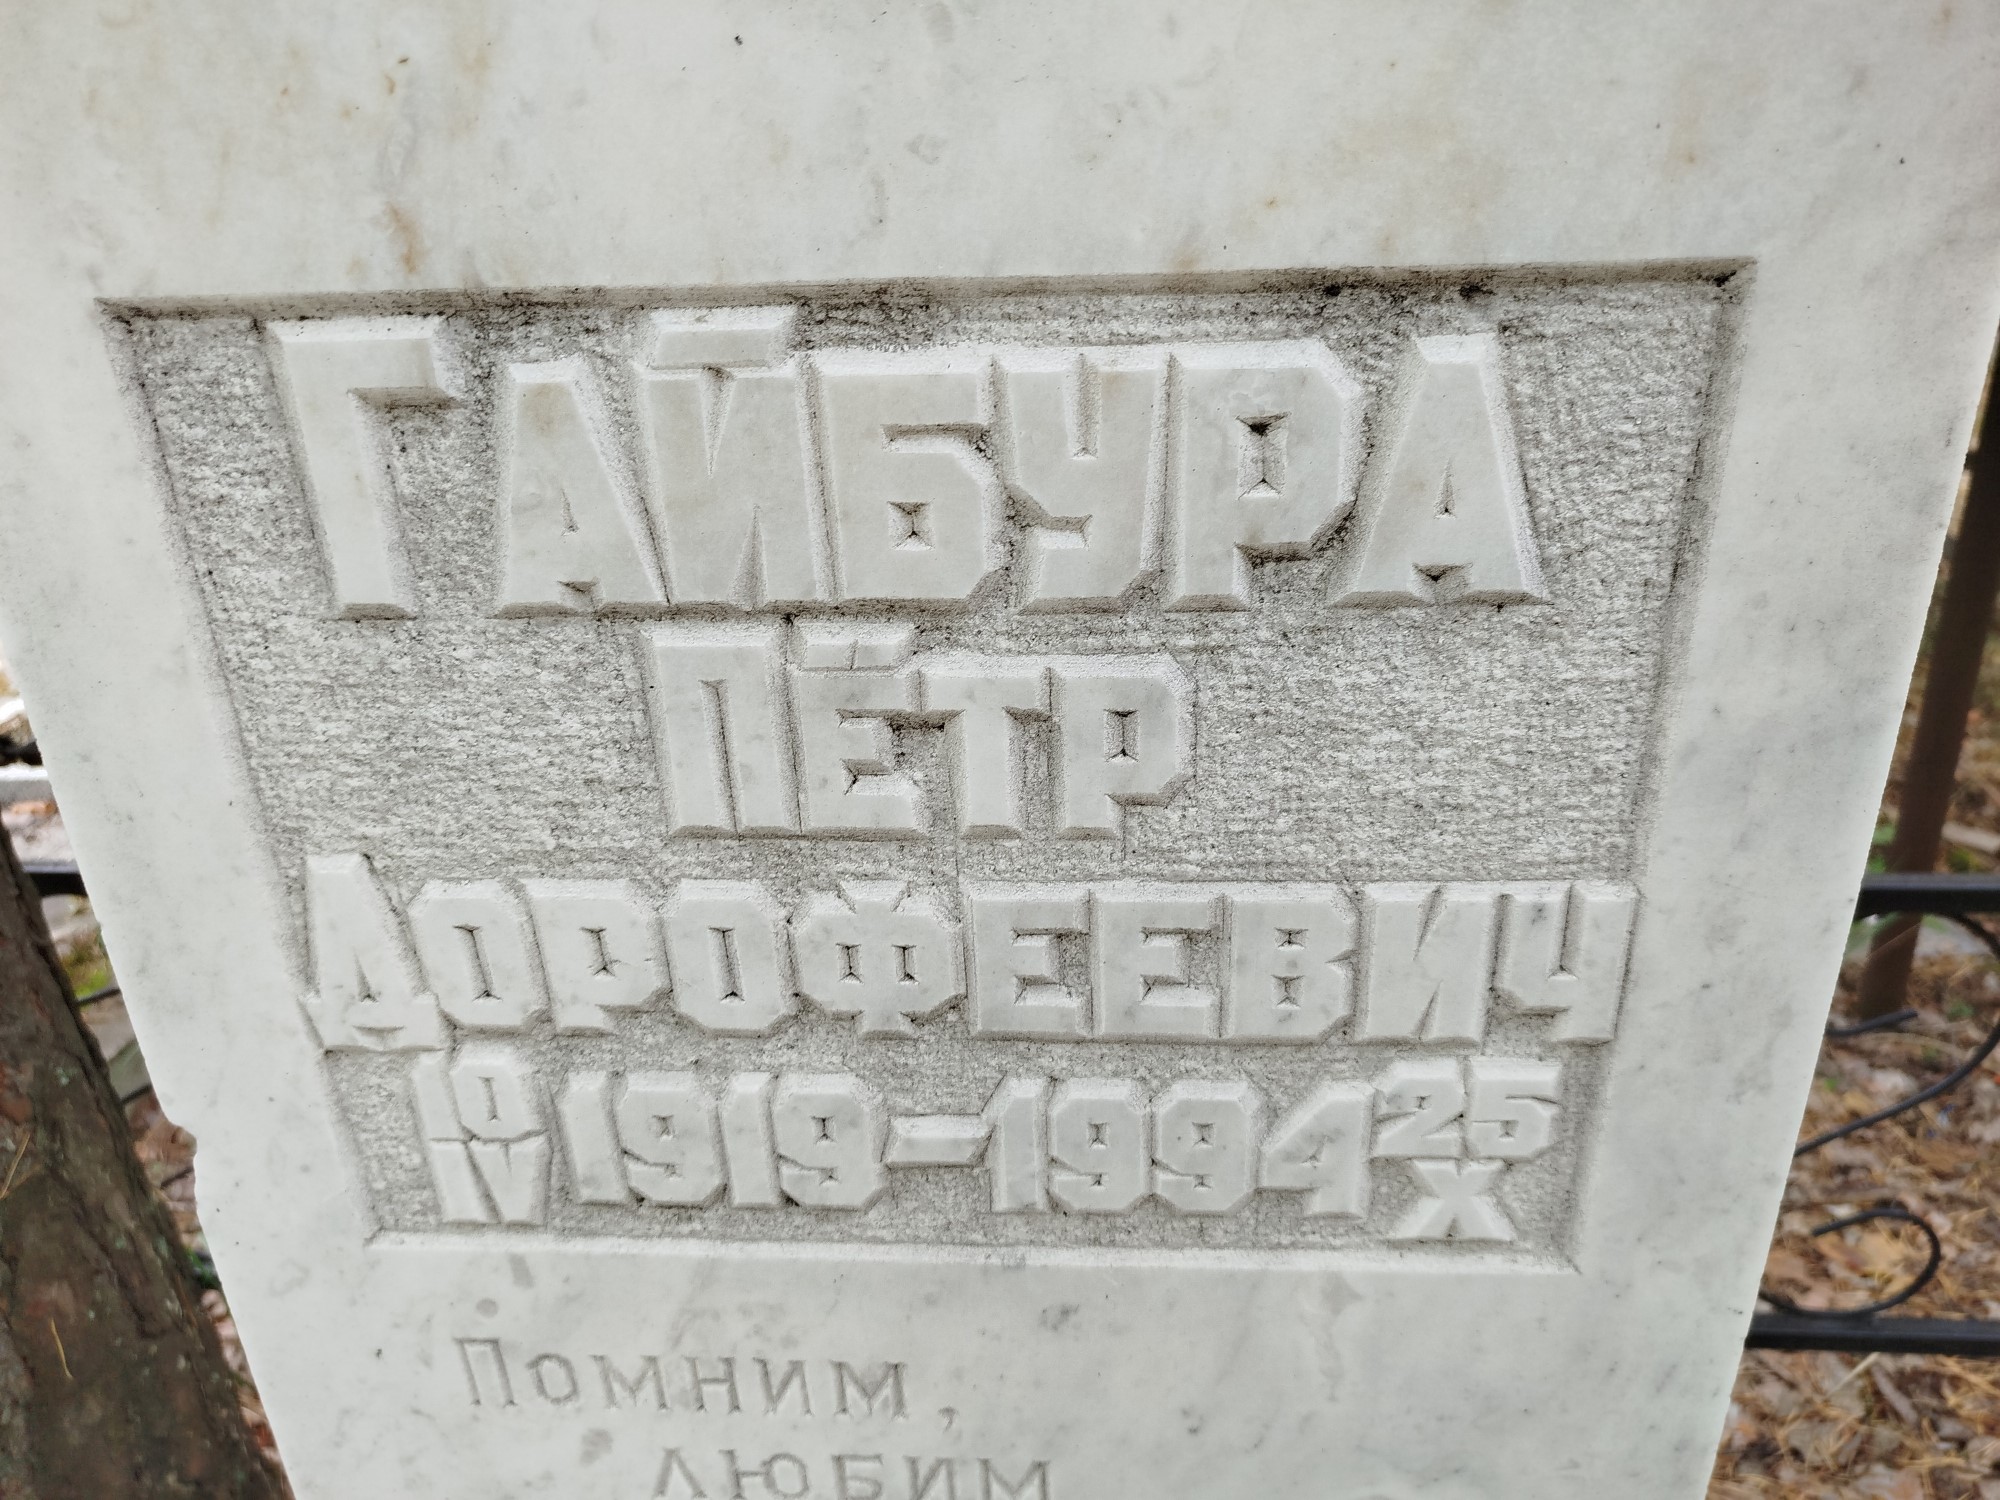 ГАЙБУРА
ПЁТР
ДОРОФЕЕВИЧ
10 IV 1919-1994 25 X
Помним,
любим